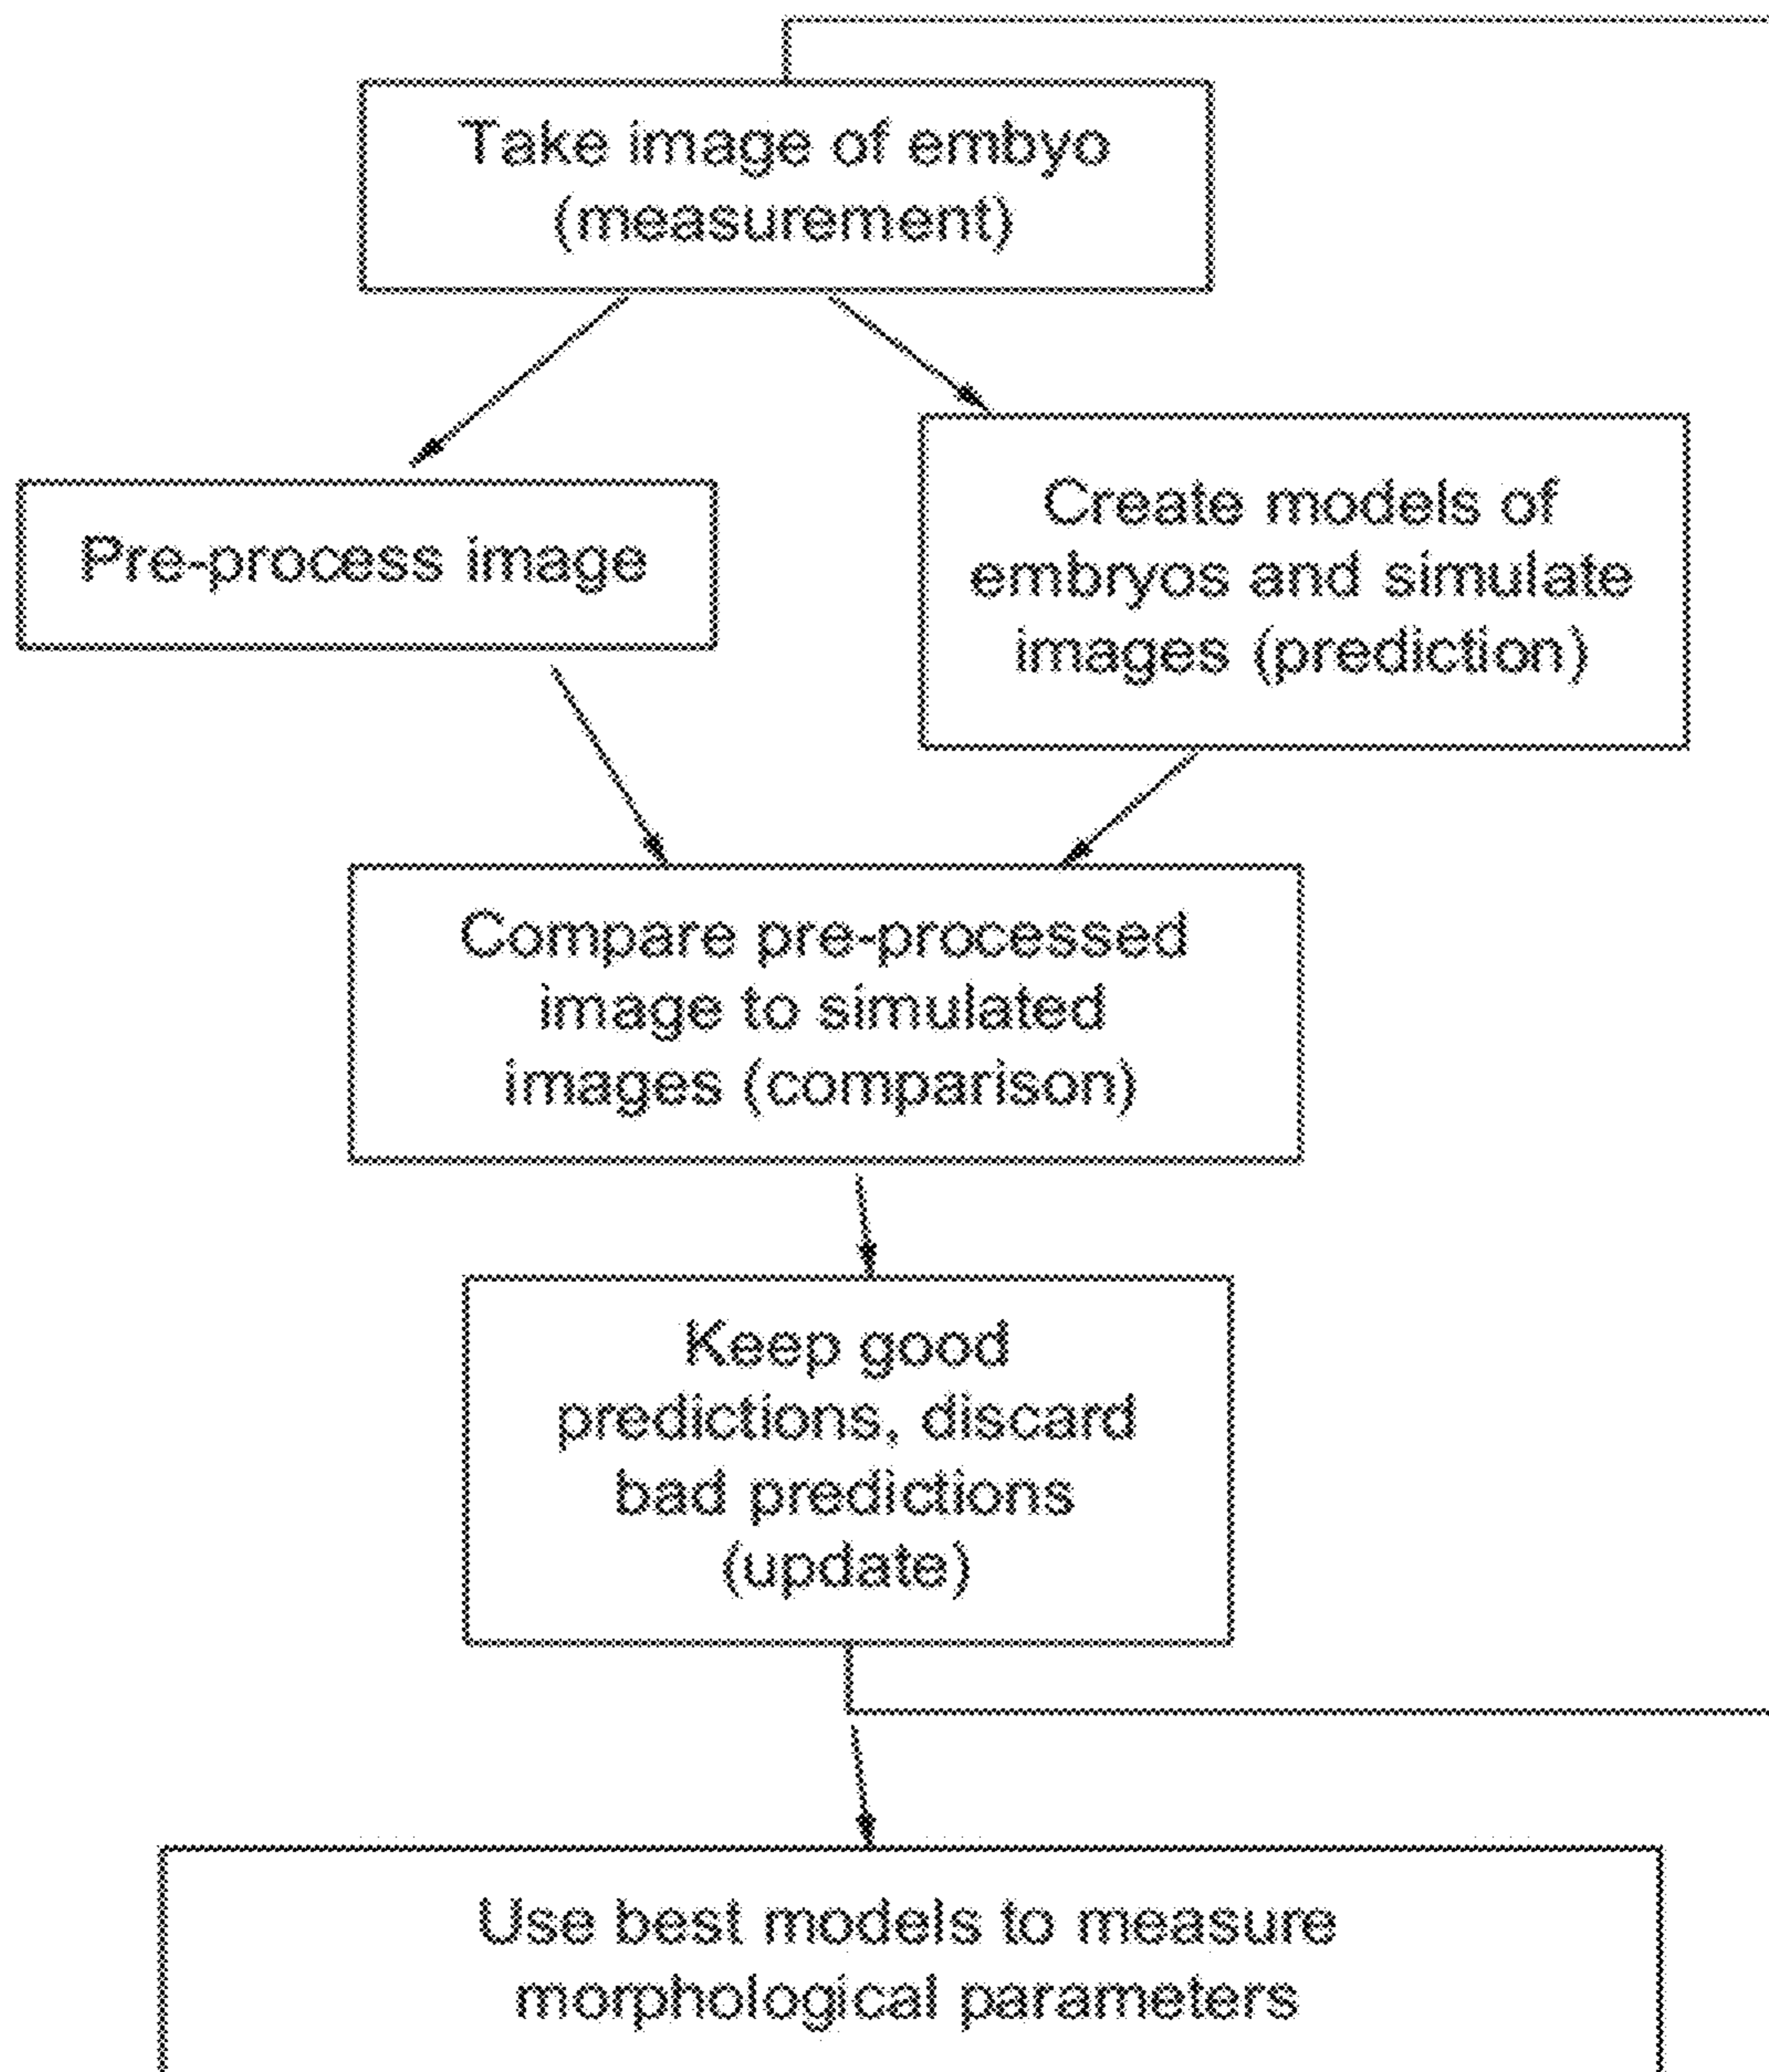 Take image of embyo
(measurement)
Pre-process image
Create models of
embryos and simulate
images (prediction)
Compare pre-processed
image to simulated
images (comparison)
Keep good
predictions, discard
bad predictions
(update)
Use best models to measure
morphological parameters